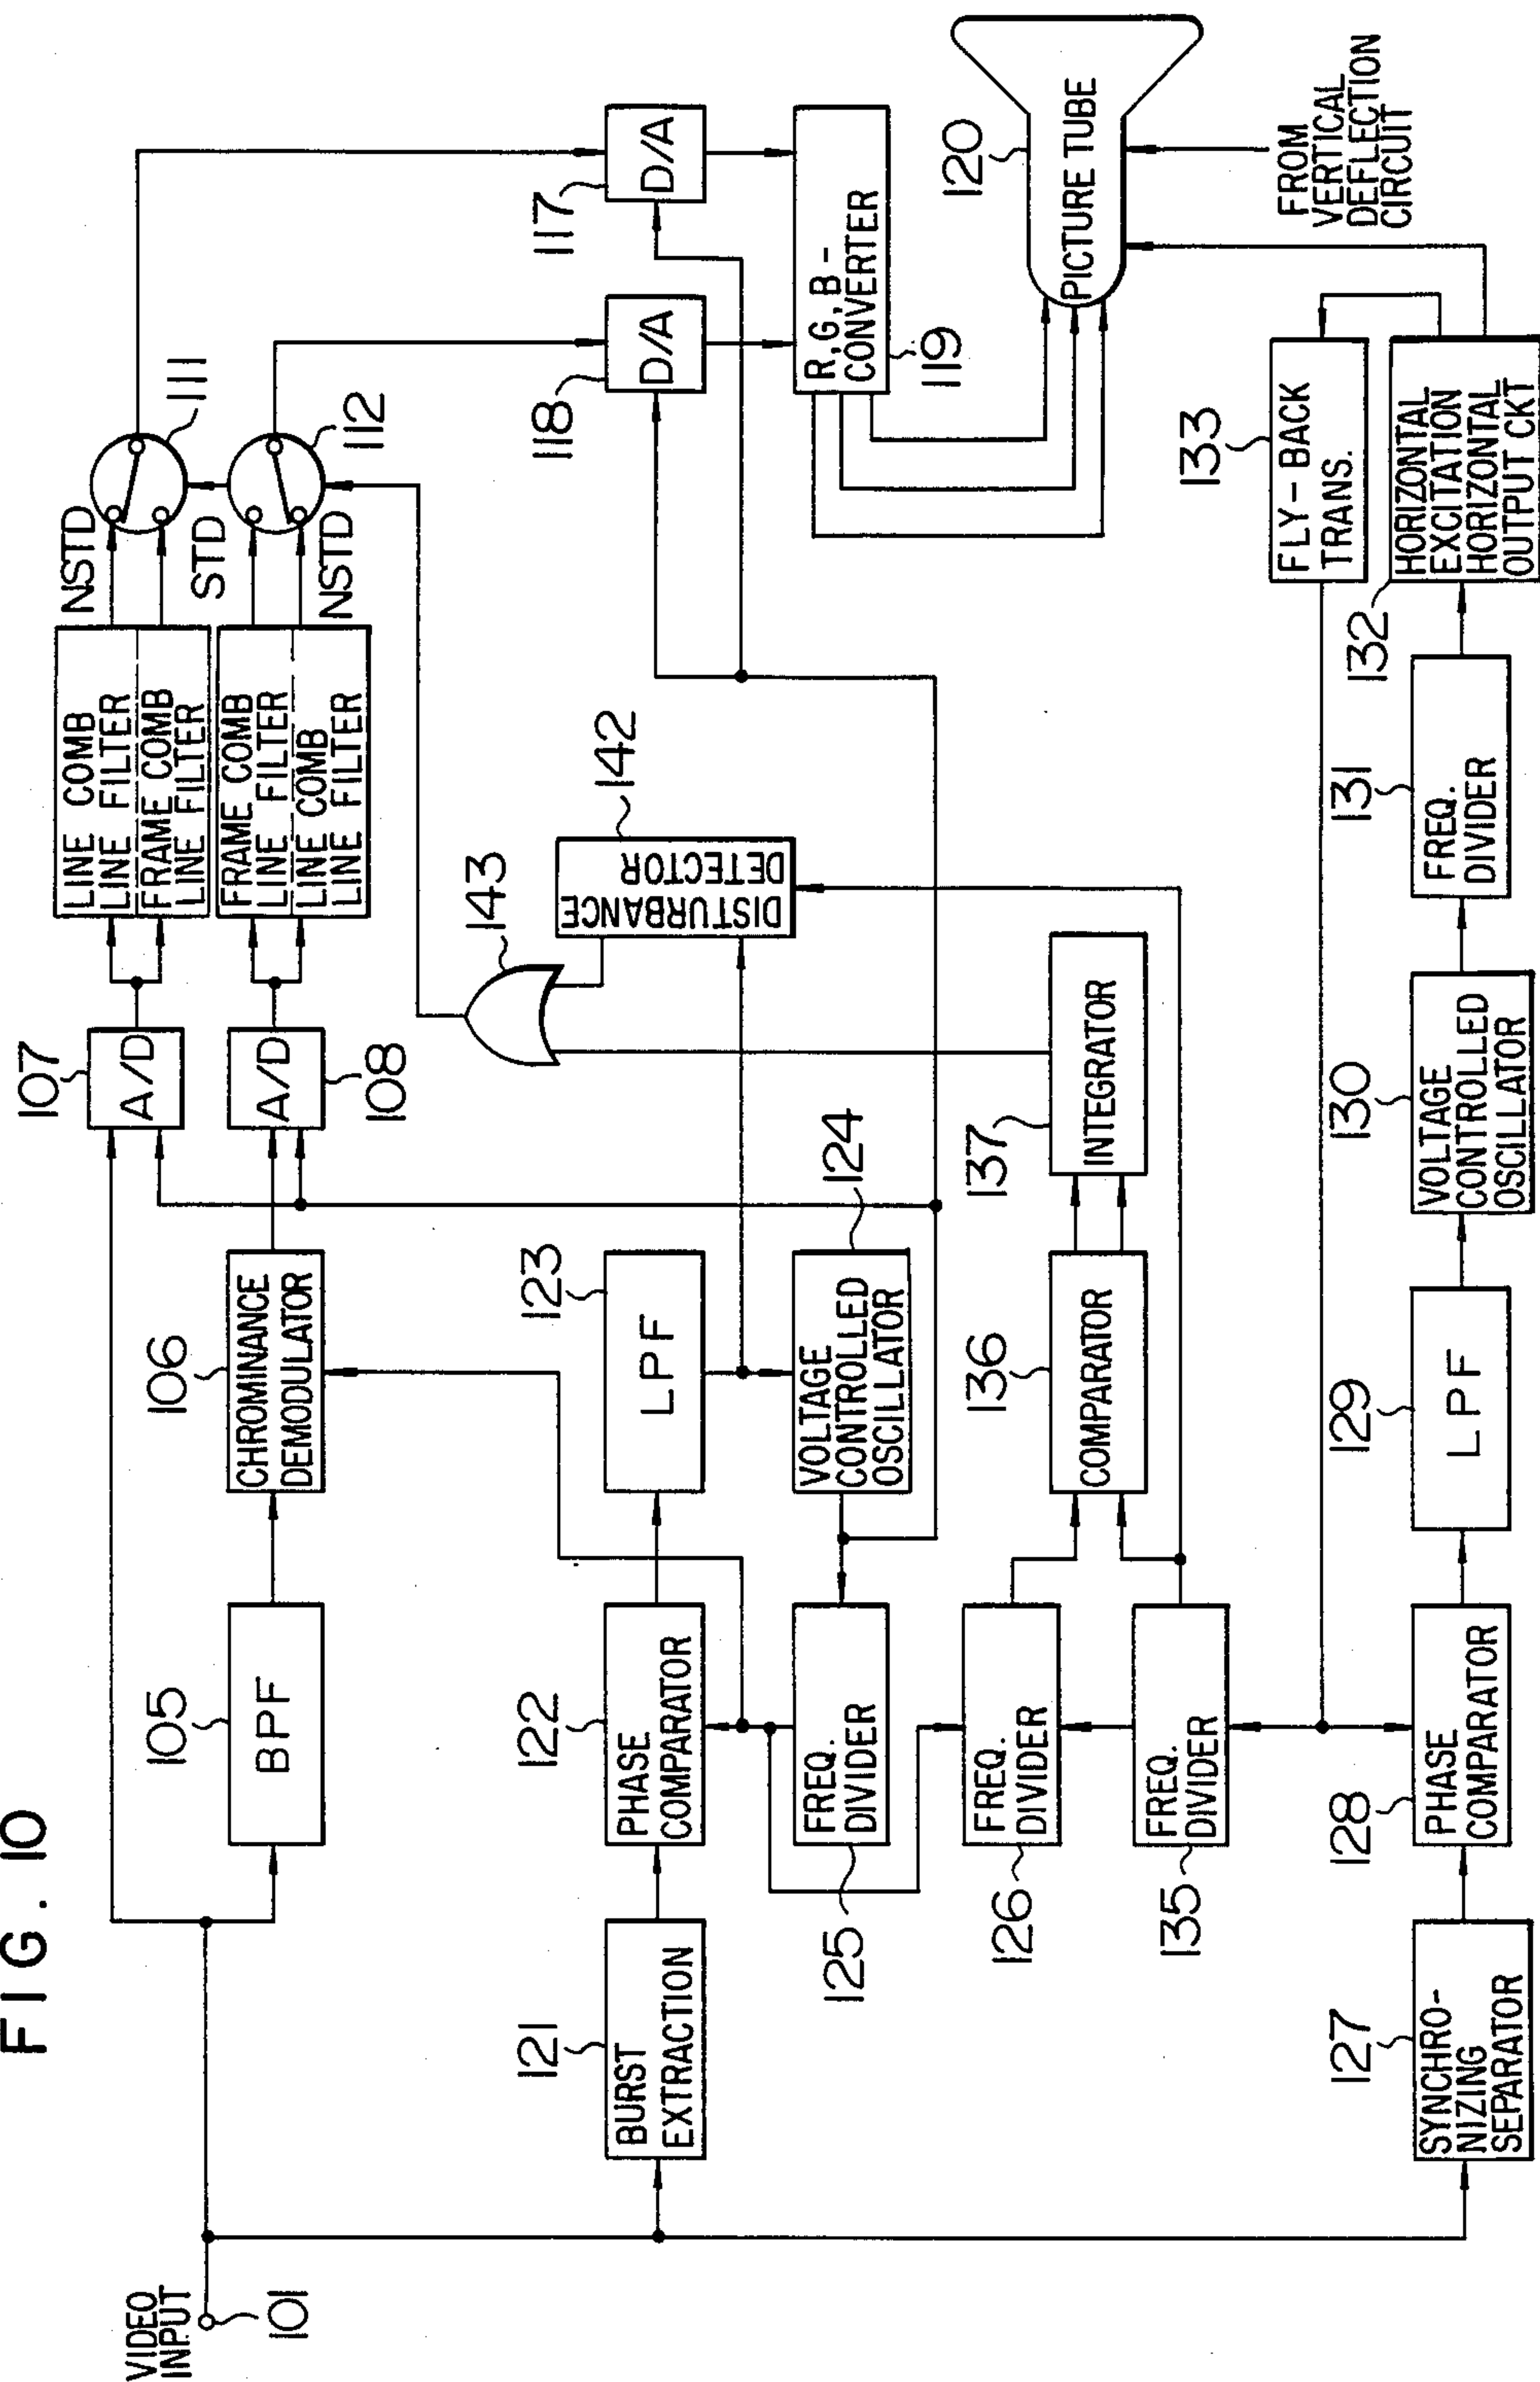 FIG. 10
VIDEO
INPUT
101
105
BPF
106
CHROMINANCE
DEMODULATOR
107
A/D
A/D
108
LINE COMB
LINE FILTER
FRAME COMB
LINE FILTER
FRAME COMB
LINE FILTER
LINE COMB
LINE FILTER
NSTD
STD
NSTD
111
112
121
BURST
EXTRACTION
122
PHASE
COMPARATOR
123
LPF
124
VOLTAGE
CONTROLLED
OSCILLATOR
FREQ.
DIVIDER
125
143
142
DISTURBANCE
DETECTOR
118
D/A
117
D/A
R, G, B -
CONVERTER
119
120
PICTURE TUBE
FROM
VERTICAL
DEFLECTION
CIRCUIT
FREQ.
DIVIDER
126
FREQ.
DIVIDER
135
136
COMPARATOR
137
INTEGRATOR
127
SYNCHRO-
NIZING
SEPARATOR
128
PHASE
COMPARATOR
129
LPF
130
VOLTAGE
CONTROLLED
OSCILLATOR
131
FREQ.
DIVIDER
132
HORIZONTAL
EXCITATION
HORIZONTAL
OUTPUT CKT
133
FLY-BACK
TRANS.